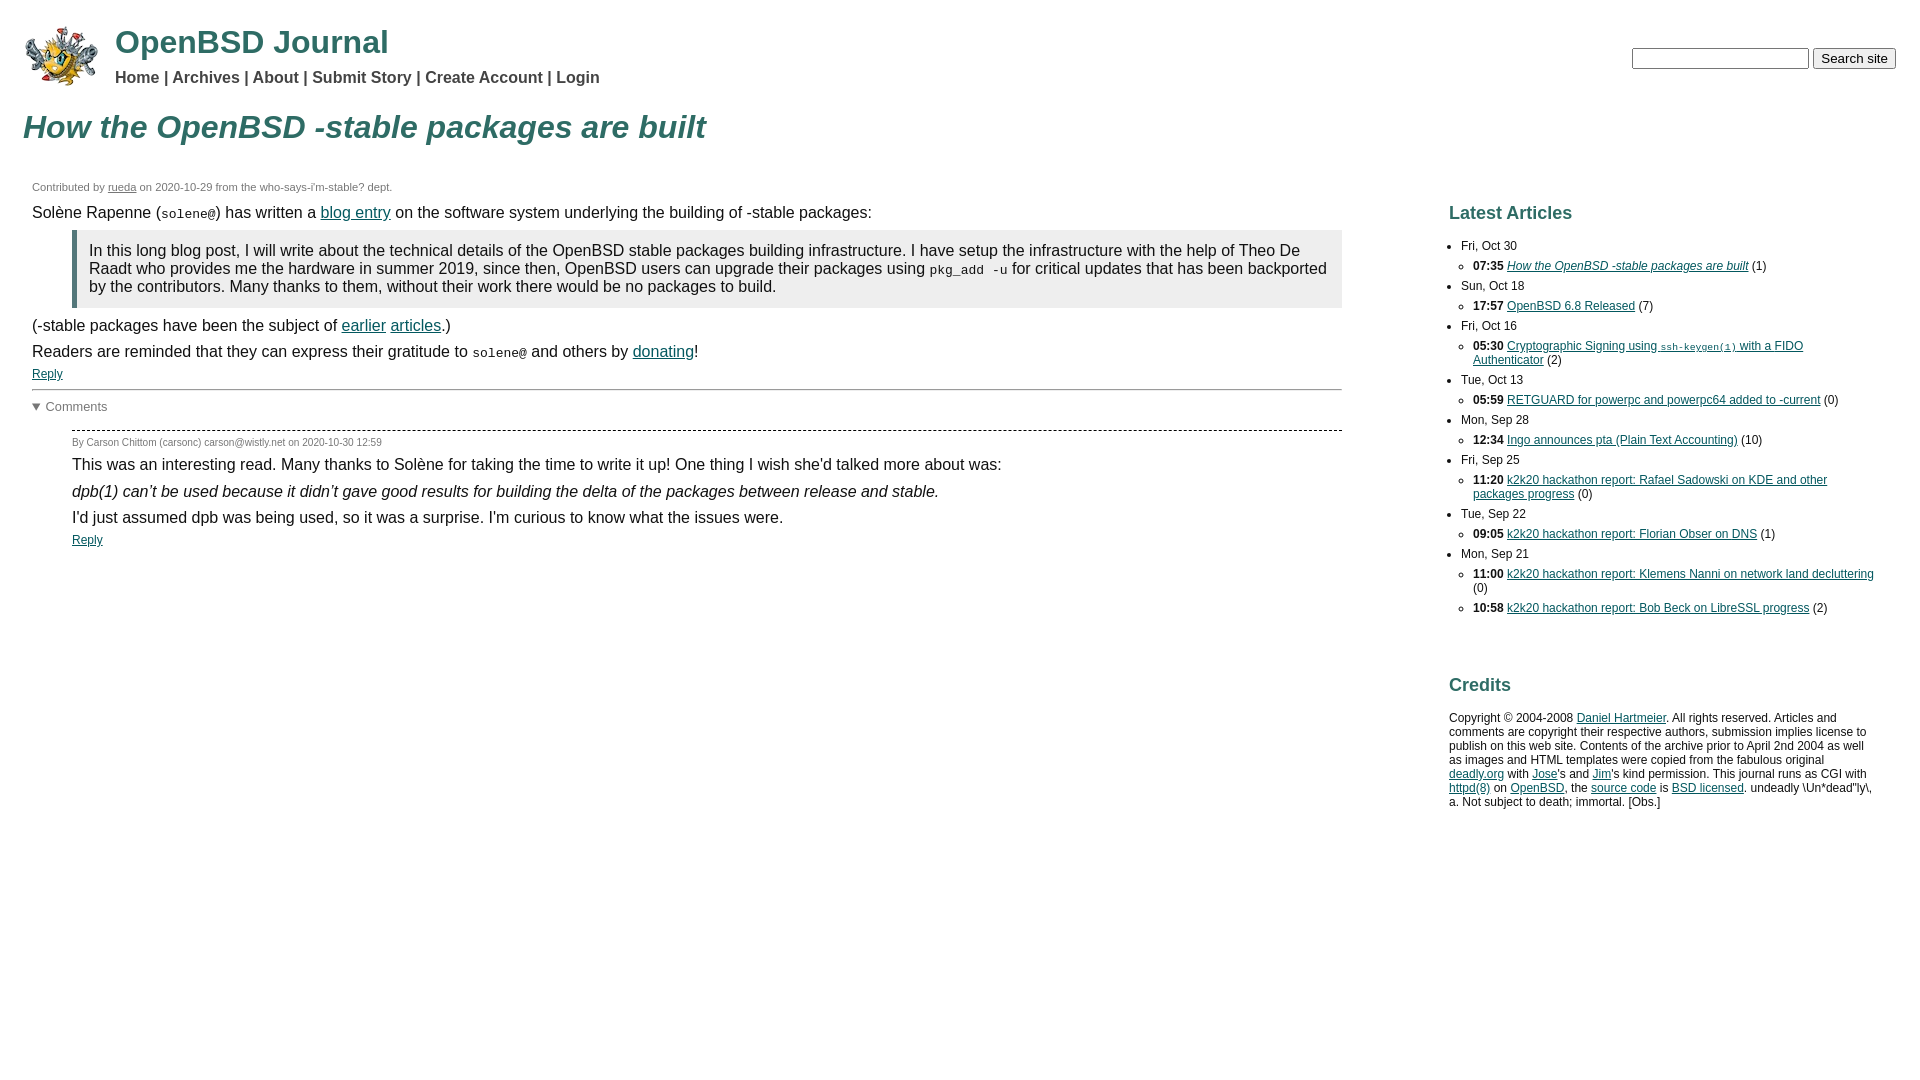 OpenBSD Journal
Home | Archives | About | Submit Story | Create Account | Login
Search site
How the OpenBSD -stable packages are built
Contributed by rueda on 2020-10-29 from the who-says-i'm-stable? dept.
Solène Rapenne (solene@) has written a blog entry on the software system underlying the building of -stable packages:
In this long blog post, I will write about the technical details of the OpenBSD stable packages building infrastructure. I have setup the infrastructure with the help of Theo De
Raadt who provides me the hardware in summer 2019, since then, OpenBSD users can upgrade their packages using pkg_add -u for critical updates that has been backported
by the contributors. Many thanks to them, without their work there would be no packages to build.
(-stable packages have been the subject of earlier articles.)
Readers are reminded that they can express their gratitude to solene@ and others by donating!
Reply
▼ Comments
By Carson Chittom (carsonc) carson@wistly.net on 2020-10-30 12:59
This was an interesting read. Many thanks to Solène for taking the time to write it up! One thing I wish she'd talked more about was:
dpb(1) can’t be used because it didn’t gave good results for building the delta of the packages between release and stable.
I'd just assumed dpb was being used, so it was a surprise. I'm curious to know what the issues were.
Reply
Latest Articles
Fri, Oct 30
07:35 How the OpenBSD -stable packages are built (1)
Sun, Oct 18
17:57 OpenBSD 6.8 Released (7)
Fri, Oct 16
05:30 Cryptographic Signing using ssh-keygen(1) with a FIDO
Authenticator (2)
Tue, Oct 13
05:59 RETGUARD for powerpc and powerpc64 added to -current (0)
Mon, Sep 28
12:34 Ingo announces pta (Plain Text Accounting) (10)
Fri, Sep 25
11:20 k2k20 hackathon report: Rafael Sadowski on KDE and other
packages progress (0)
Tue, Sep 22
09:05 k2k20 hackathon report: Florian Obser on DNS (1)
Mon, Sep 21
11:00 k2k20 hackathon report: Klemens Nanni on network land decluttering
(0)
10:58 k2k20 hackathon report: Bob Beck on LibreSSL progress (2)
Credits
Copyright © 2004-2008 Daniel Hartmeier. All rights reserved. Articles and
comments are copyright their respective authors, submission implies license to
publish on this web site. Contents of the archive prior to April 2nd 2004 as well
as images and HTML templates were copied from the fabulous original
deadly.org with Jose's and Jim's kind permission. This journal runs as CGI with
httpd(8) on OpenBSD, the source code is BSD licensed. undeadly \Un*dead"ly\,
a. Not subject to death; immortal. [Obs.]